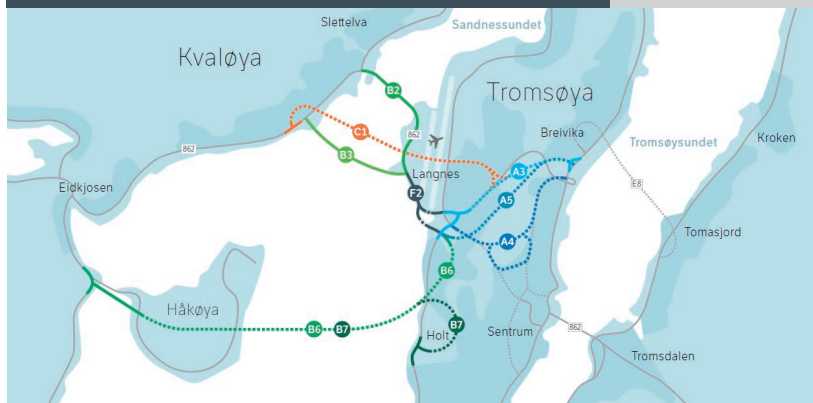 Slettelva
Sandnessundet
Kvaløya
B2
Tromsøya
C1
862
Breivika
862
B3
Tromsøysundet
Kroken
Langnes
A3
Eidkjosen
F2
A5
E8
Tomasjord
A4
B6
Håkøya
B6
B7
Holt
B7
Sentrum
862
Tromsdalen